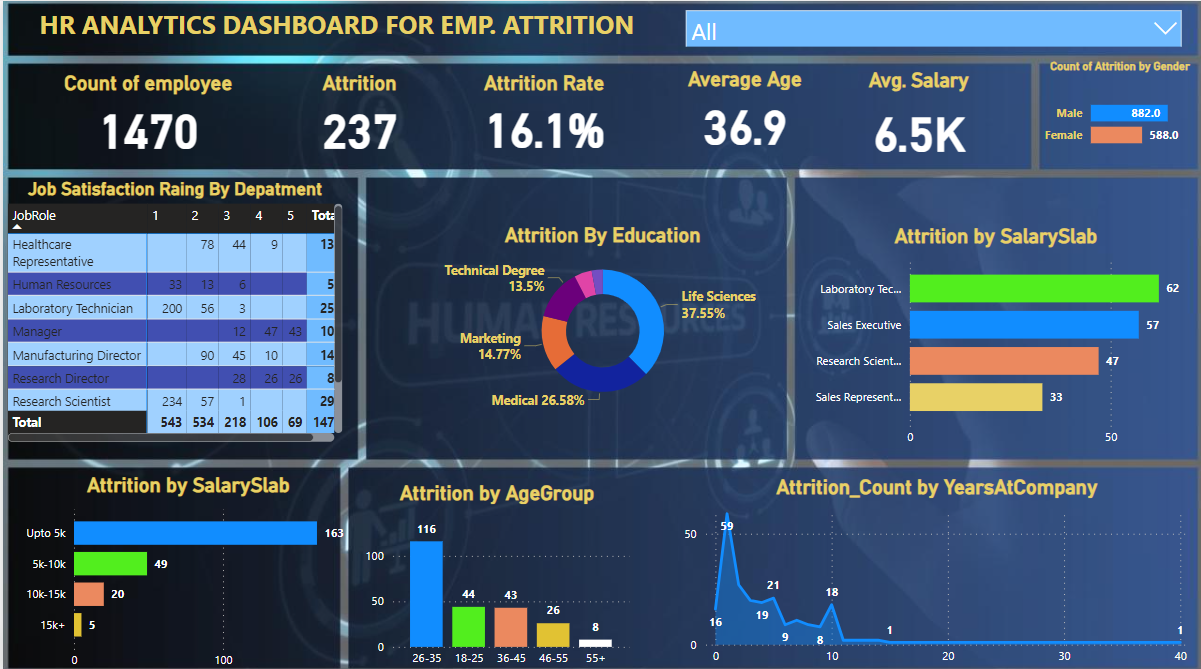 HR ANALYTICS DASHBOARD FOR EMP. ATTRITION
All
Count of employee
1470
Attrition
237
Attrition Rate
16.1%
Average Age
36.9
Avg. Salary
6.5K
Count of Attrition by Gender
Male 882.0
Female 588.0
Job Satisfaction Raing By Depatment
JobRole 1 2 3 4 5 Tota
Healthcare
Representative 78 44 9 13
Human Resources 33 13 6 5
Laboratory Technician 200 56 3 25
Manager 12 47 43 10
Manufacturing Director 90 45 10 14
Research Director 28 26 26 8
Research Scientist 234 57 1 29
Total 543 534 218 106 69 147
Attrition By Education
Technical Degree
13.5%
Life Sciences
37.55%
Marketing
14.77%
Medical 26.58%
HUMAN RESOURCES
Attrition by SalarySlab
Laboratory Tec... 62
Sales Executive 57
Research Scient... 47
Sales Represent... 33
0 50
Attrition by SalarySlab
Upto 5k 163
5k-10k 49
10k-15k 20
15k+ 5
0 100
Attrition by AgeGroup
116
100
50
44
43
26
8
0
26-35 18-25 36-45 46-55 55+
Attrition_Count by YearsAtCompany
50
59
16
19
21
9
8
18
1
1
0
0 10 20 30 40